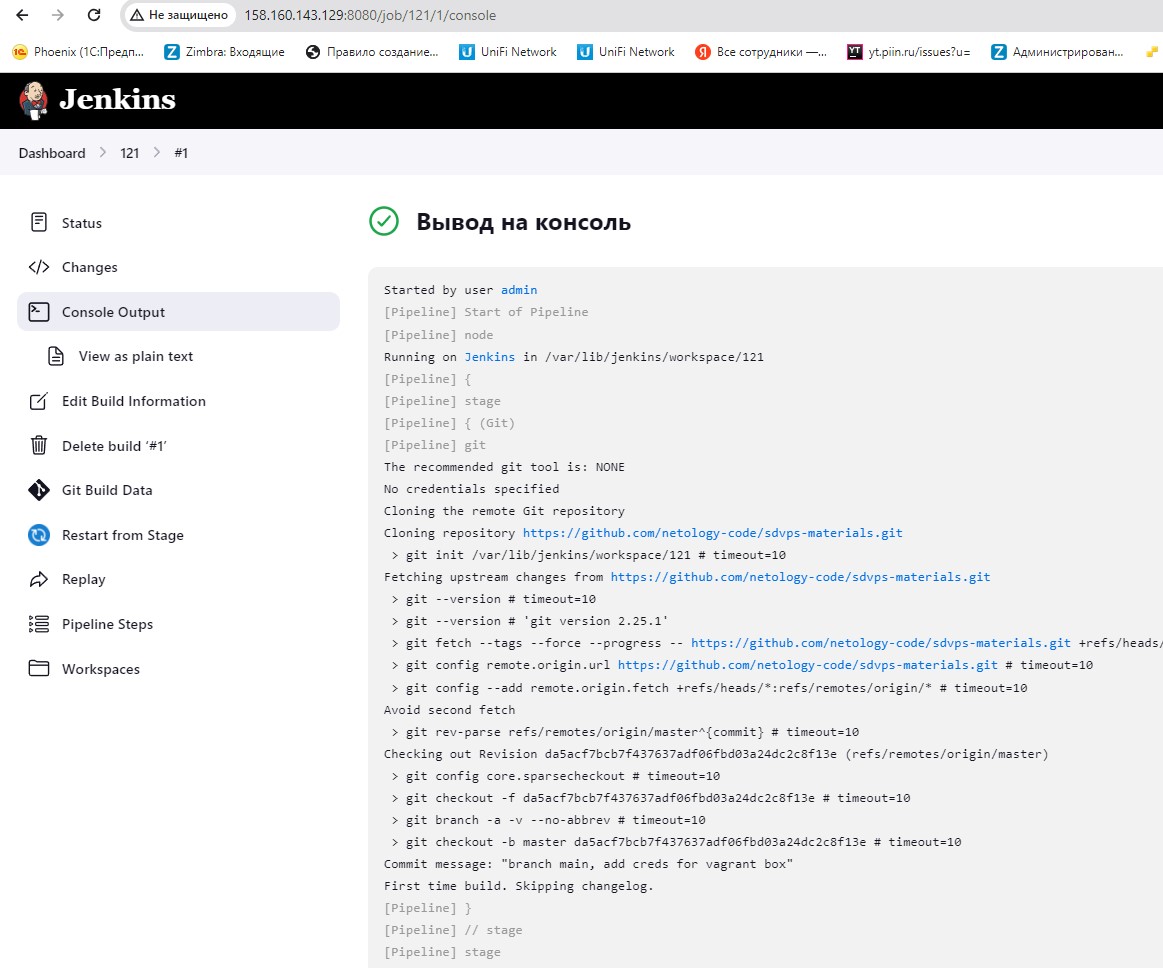 Не защищено 158.160.143.129:8080/job/121/1/console
Phoenix (1С:Предп... Zimbra: Входящие Правило создание... UniFi Network UniFi Network Все сотрудники —... yt.piin.ru/issues?u= Администрирован...
Jenkins
Dashboard > 121 > #1
Status
Changes
Console Output
View as plain text
Edit Build Information
Delete build ‘#1’
Git Build Data
Restart from Stage
Replay
Pipeline Steps
Workspaces
Вывод на консоль
Started by user admin
[Pipeline] Start of Pipeline
[Pipeline] node
Running on Jenkins in /var/lib/jenkins/workspace/121
[Pipeline] {
[Pipeline] stage
[Pipeline] { (Git)
[Pipeline] git
The recommended git tool is: NONE
No credentials specified
Cloning the remote Git repository
Cloning repository https://github.com/netology-code/sdvps-materials.git
> git init /var/lib/jenkins/workspace/121 # timeout=10
Fetching upstream changes from https://github.com/netology-code/sdvps-materials.git
> git --version # timeout=10
> git --version # 'git version 2.25.1'
> git fetch --tags --force --progress -- https://github.com/netology-code/sdvps-materials.git +refs/heads/
> git config remote.origin.url https://github.com/netology-code/sdvps-materials.git # timeout=10
> git config --add remote.origin.fetch +refs/heads/*:refs/remotes/origin/* # timeout=10
Avoid second fetch
> git rev-parse refs/remotes/origin/master^{commit} # timeout=10
Checking out Revision da5acf7bcb7f437637adf06fbd03a24dc2c8f13e (refs/remotes/origin/master)
> git config core.sparsecheckout # timeout=10
> git checkout -f da5acf7bcb7f437637adf06fbd03a24dc2c8f13e # timeout=10
> git branch -a -v --no-abbrev # timeout=10
> git checkout -b master da5acf7bcb7f437637adf06fbd03a24dc2c8f13e # timeout=10
Commit message: "branch main, add creds for vagrant box"
First time build. Skipping changelog.
[Pipeline] }
[Pipeline] // stage
[Pipeline] stage